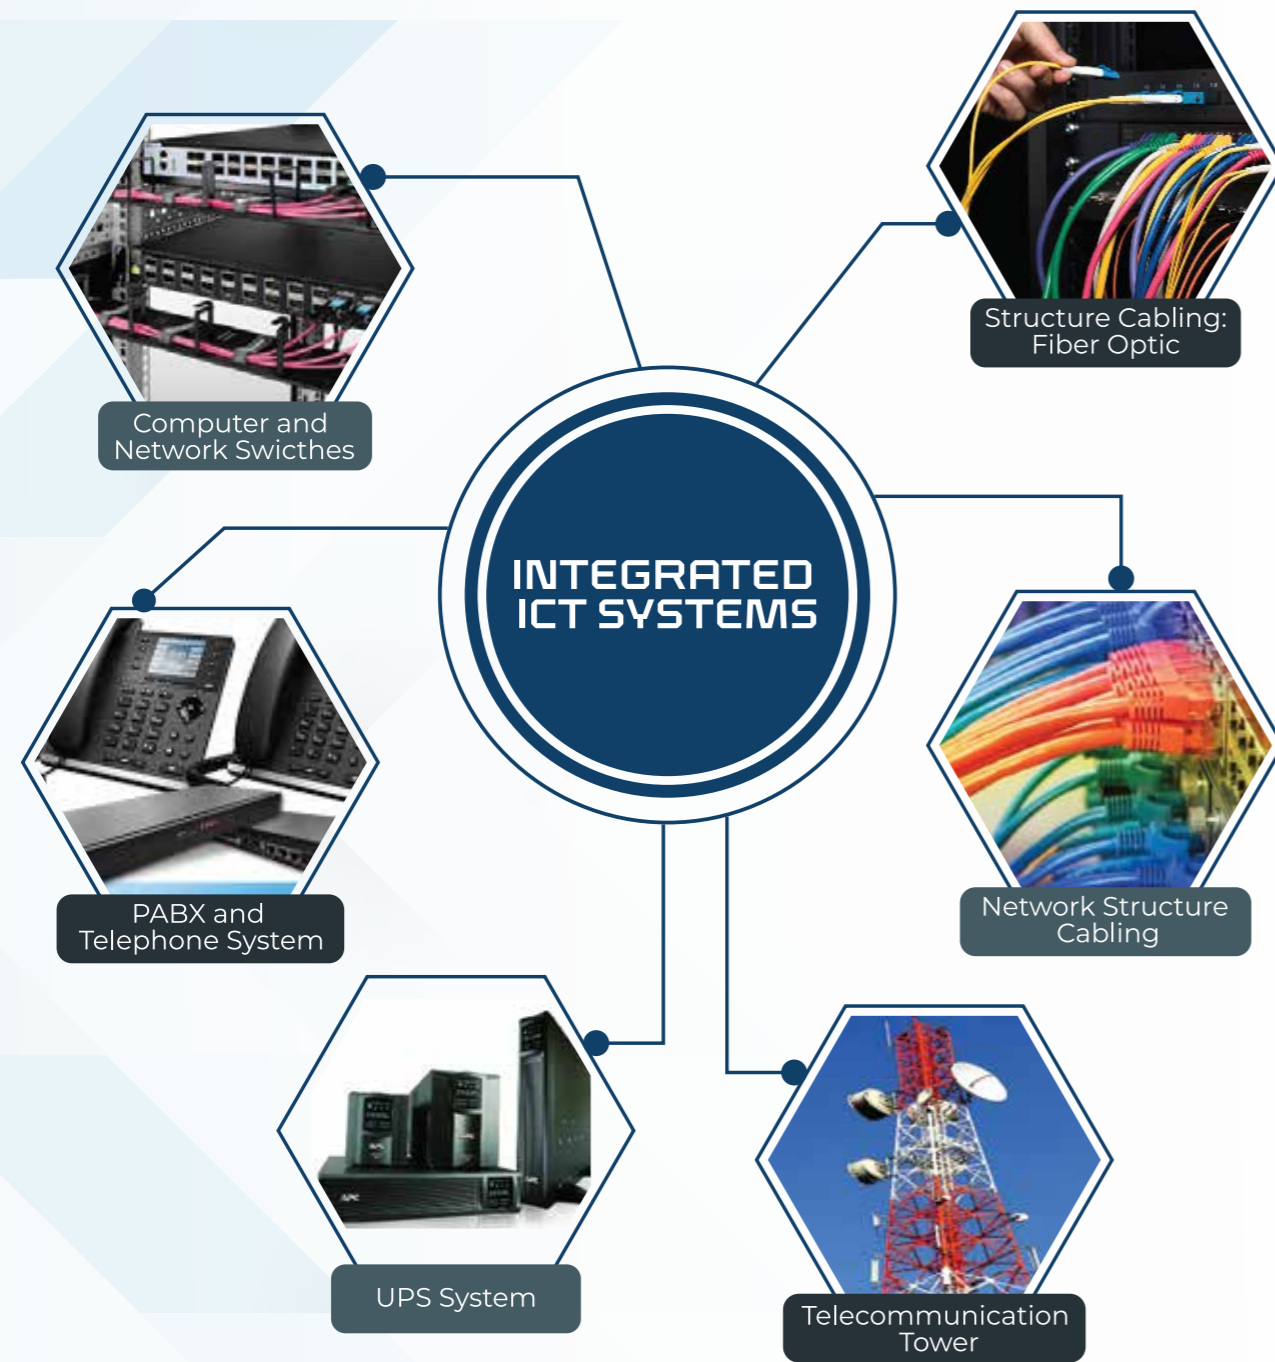 Structure Cabling:
Fiber Optic
Computer and
Network Swicthes
INTEGRATED
ICT SYSTEMS
PABX and
Telephone System
Network Structure
Cabling
APC
UPS System
Telecommunication
Tower